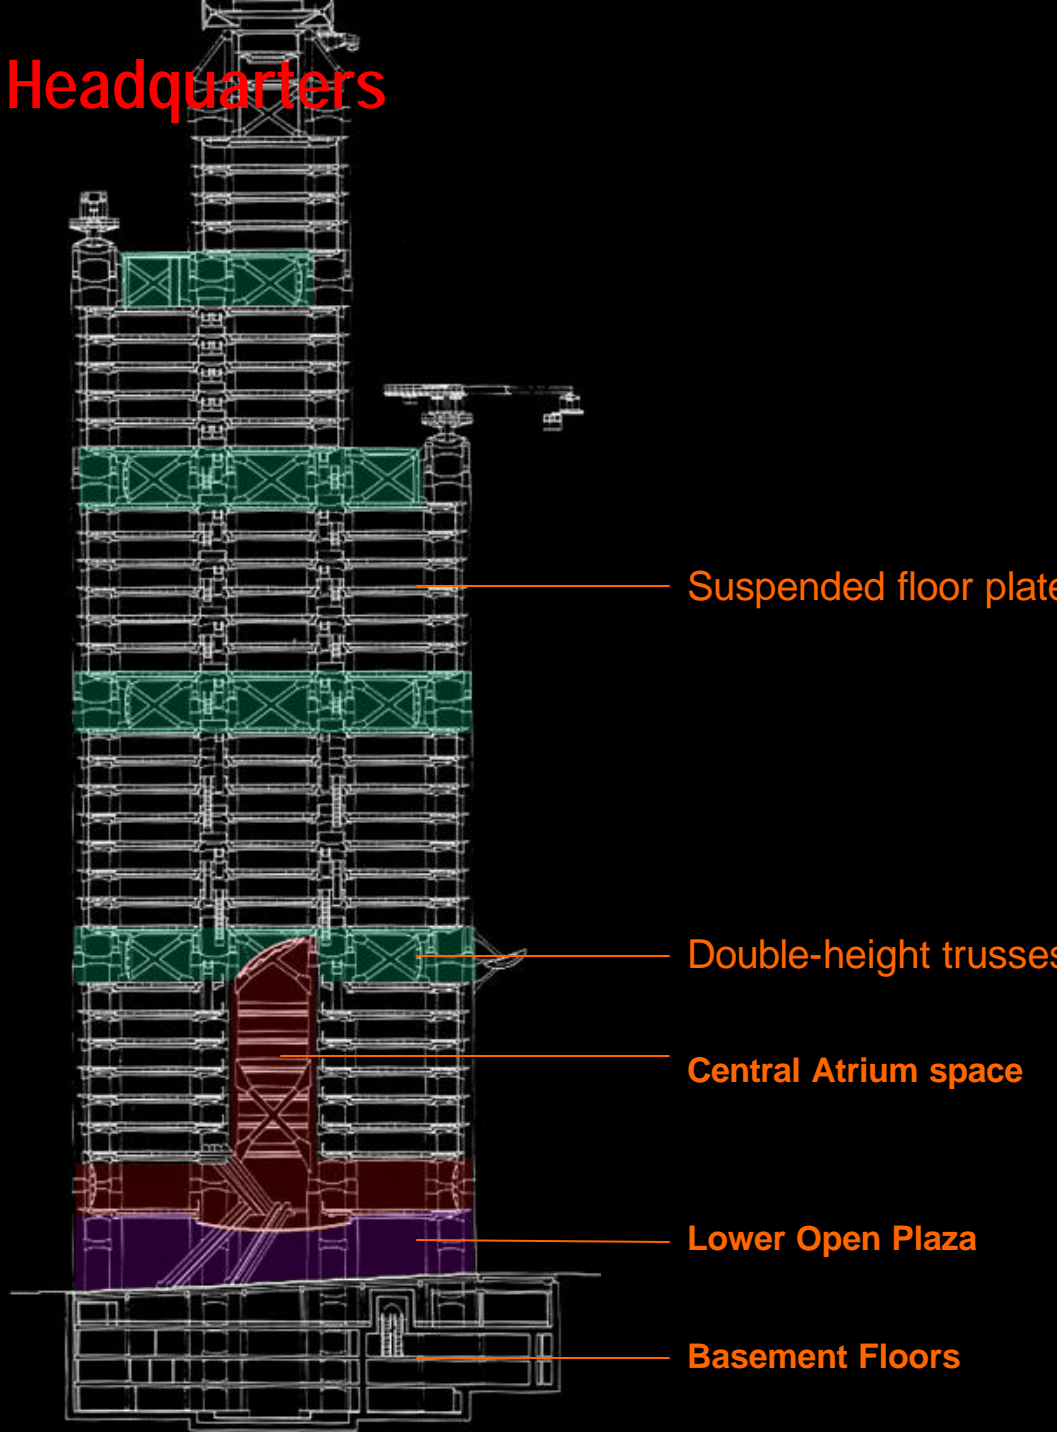 Headquarters
Suspended floor plate
Double-height trusses
Central Atrium space
Lower Open Plaza
Basement Floors